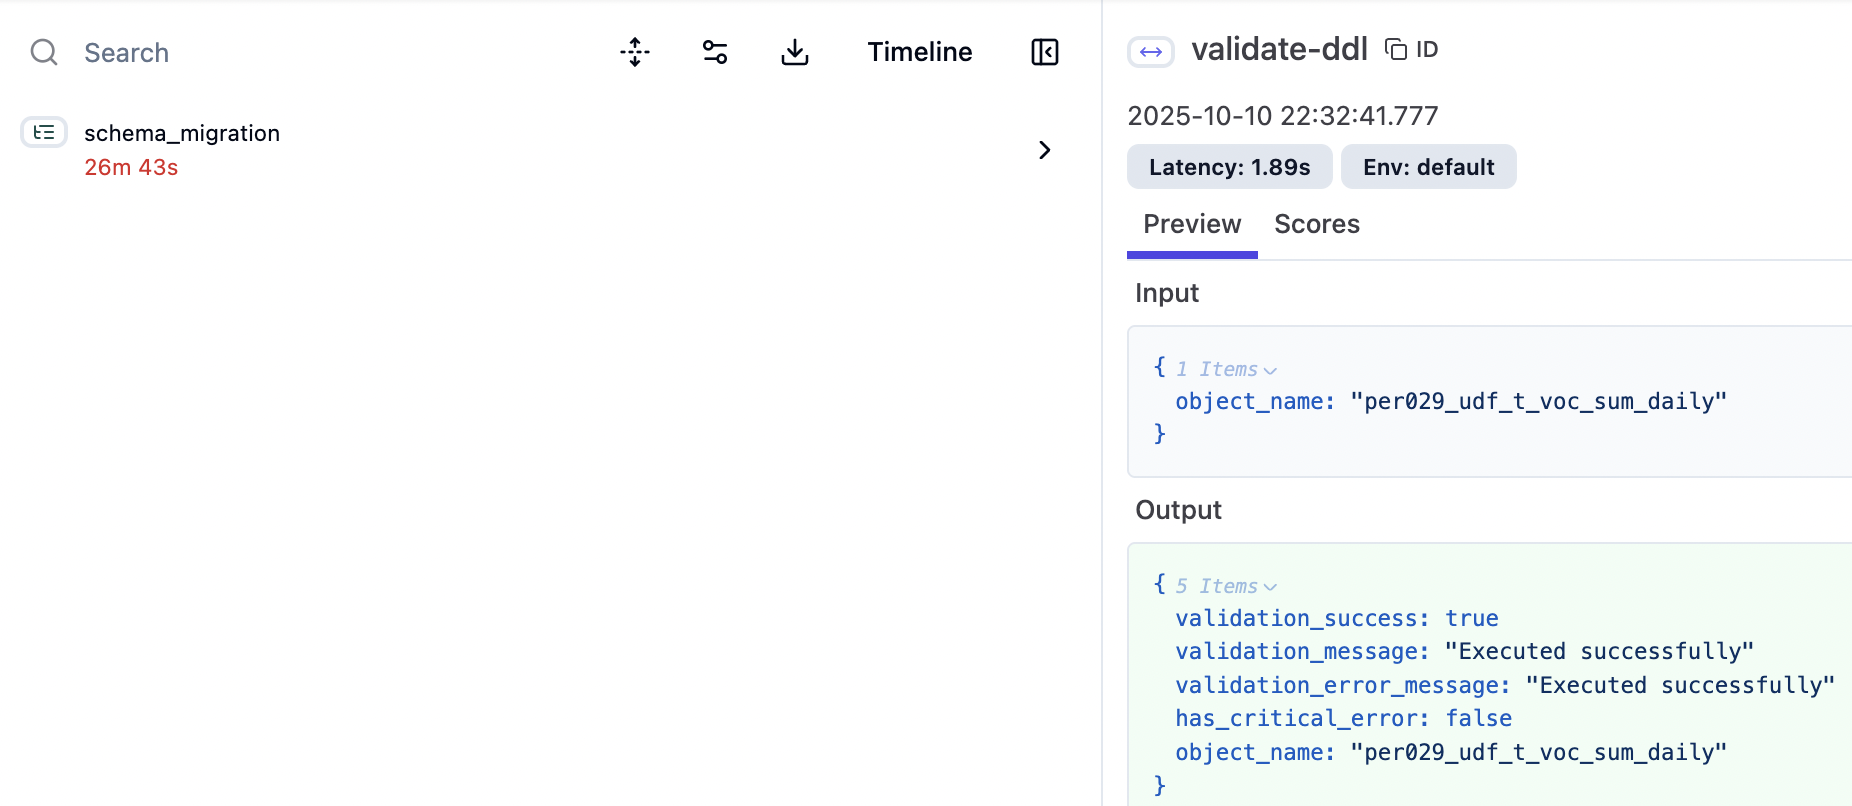 Search
Timeline
schema_migration
26m 43s
validate-ddl ID
2025-10-10 22:32:41.777
Latency: 1.89s Env: default
Preview Scores
Input
{ 1 Items
object_name: "per029_udf_t_voc_sum_daily"
}
Output
{ 5 Items
validation_success: true
validation_message: "Executed successfully"
validation_error_message: "Executed successfully"
has_critical_error: false
object_name: "per029_udf_t_voc_sum_daily"
}